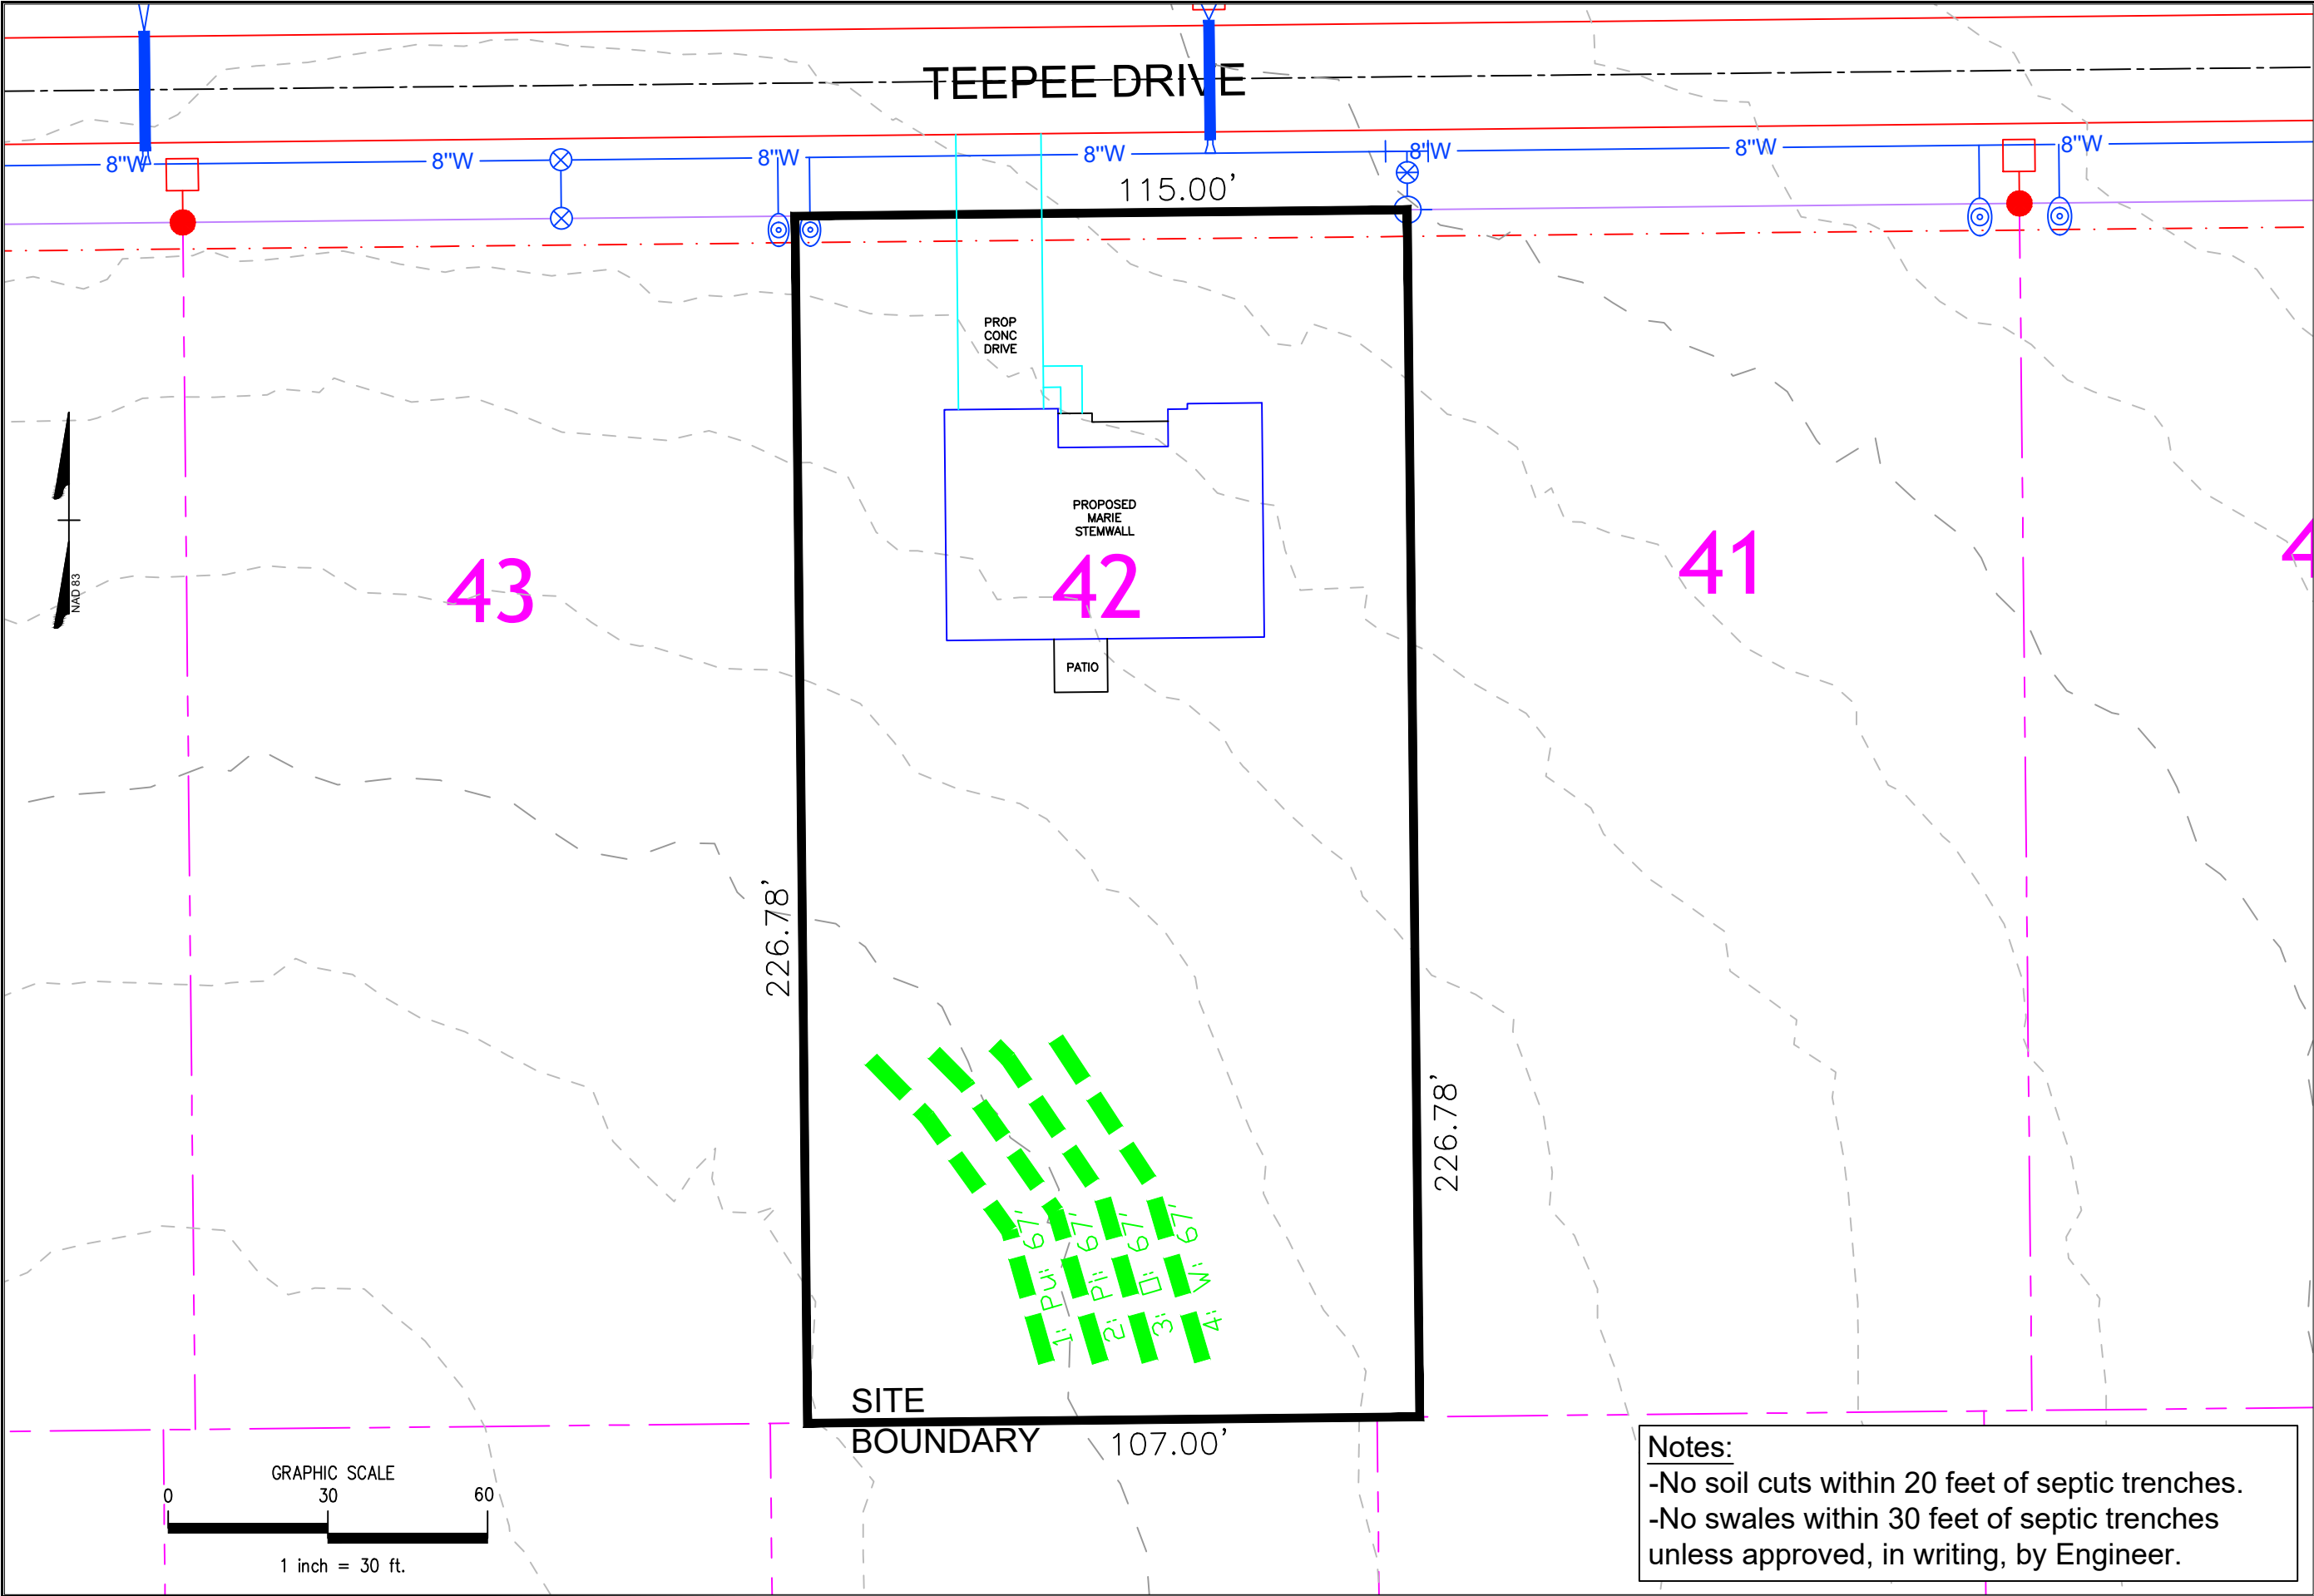 TEEPEE DRIVE
8"W
8"W
8"W
8"W
8"W
8"W
8"W
115.00'
PROP
CONC
DRIVE
PROPOSED
MARIE
STEMWALL
43
42
41
4
NAD 83
PATIO
226.78'
226.78'
1: Pu: 67'
2: Pl: 67'
3: O: 67'
4: W: 67'
SITE
BOUNDARY
107.00'
GRAPHIC SCALE
0 30 60
1 inch = 30 ft.
Notes:
-No soil cuts within 20 feet of septic trenches.
-No swales within 30 feet of septic trenches
unless approved, in writing, by Engineer.